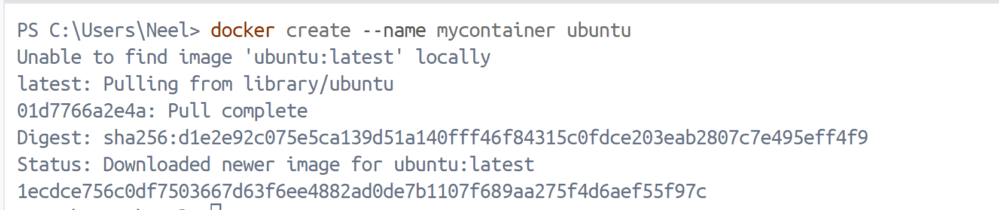 PS C:\Users\Neel> docker create --name mycontainer ubuntu
Unable to find image 'ubuntu:latest' locally
latest: Pulling from library/ubuntu
01d7766a2e4a: Pull complete
Digest: sha256:d1e2e92c075e5ca139d51a140fff46f84315c0fdce203eab2807c7e495eff4f9
Status: Downloaded newer image for ubuntu:latest
1ecdce756c0df7503667d63f6ee4882ad0de7b1107f689aa275f4d6aef55f97c